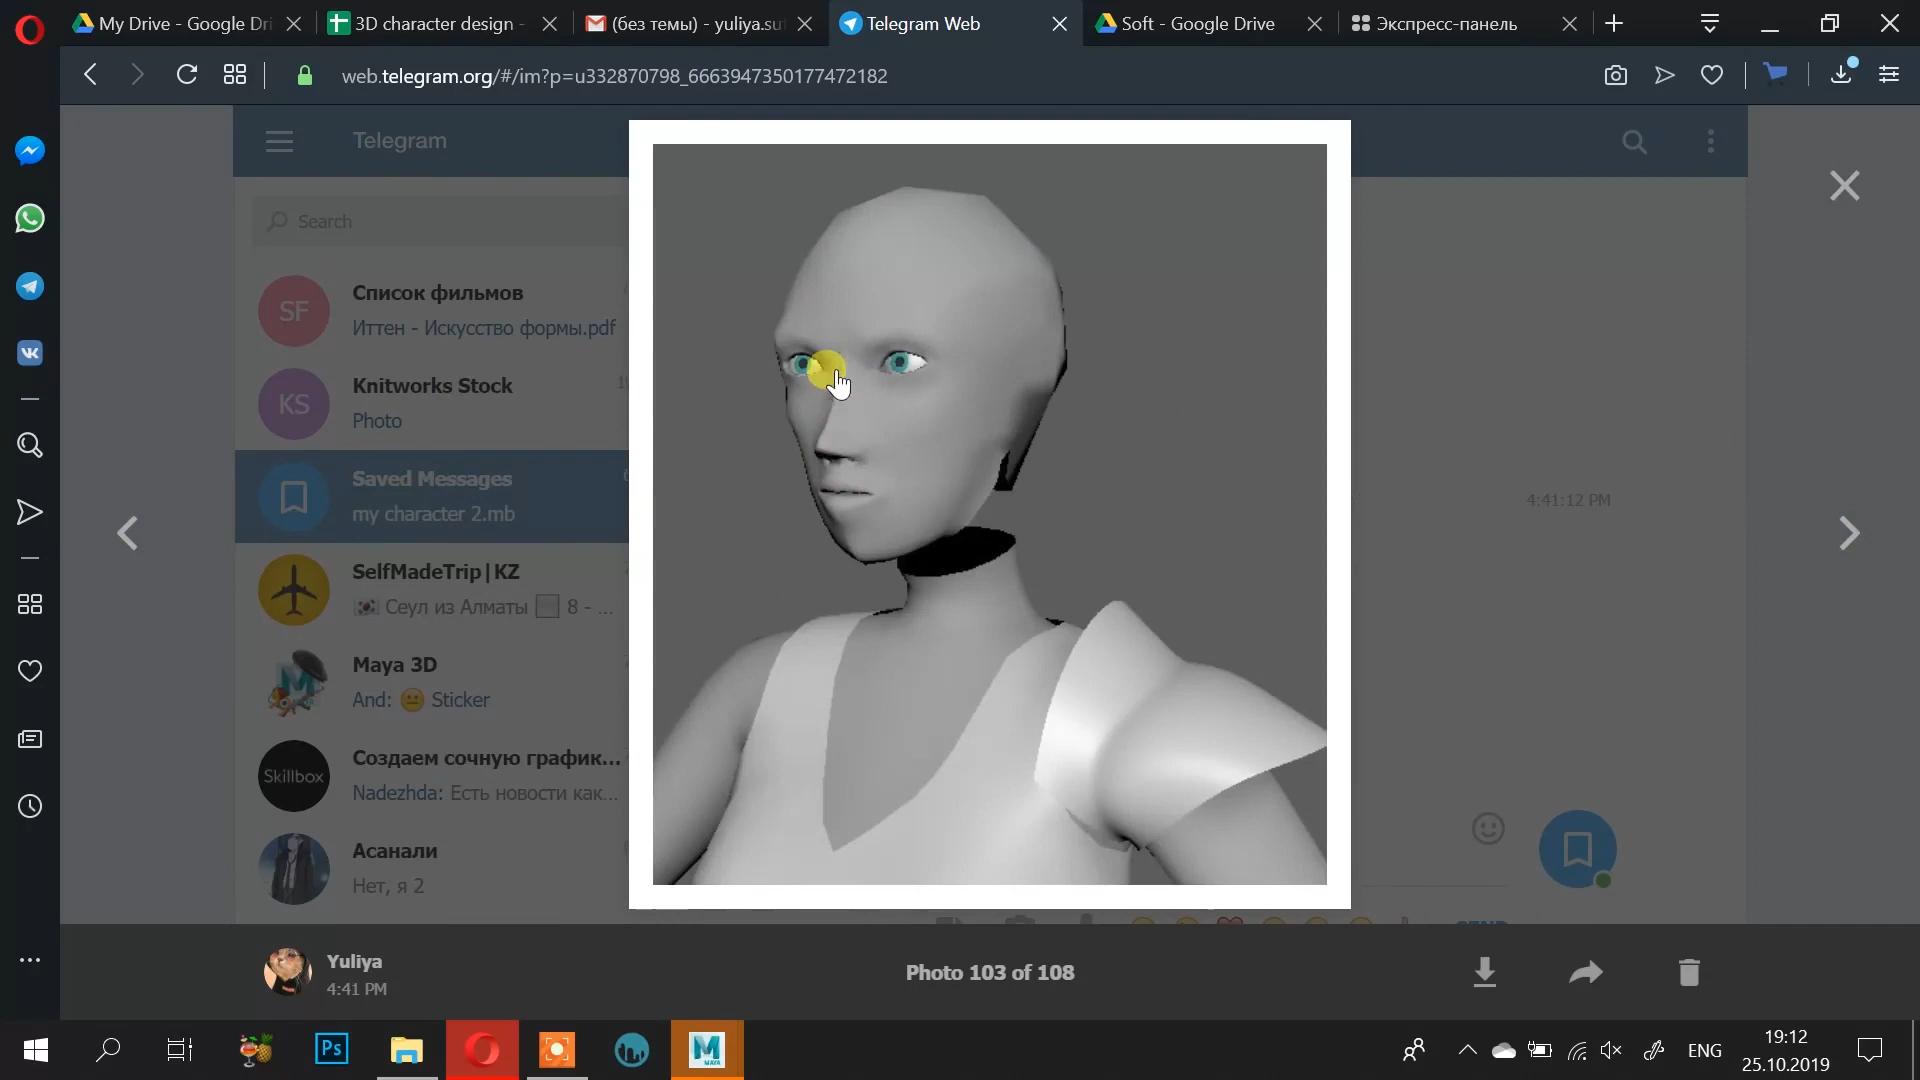 My Drive - Google Dri
3D character design -
(без темы) - yuliya.su
Telegram Web
Soft - Google Drive
Экспресс-панель
web.telegram.org/#/im?p=u332870798_6663947350177472182
Telegram
Search
SF
Список фильмов
Иттен - Искусство формы.pdf
KS
Knitworks Stock
Photo
Saved Messages
my character 2.mb
4:41:12 PM
SelfMadeTrip|KZ
Сеул из Алматы 8 - ...
Maya 3D
And: Sticker
Skillbox
Создаем сочную график...
Nadezhda: Есть новости как...
Асанали
Нет, я 2
SEND
Yuliya
4:41 PM
Photo 103 of 108
Ps
M
MAYA
ENG
19:12
25.10.2019